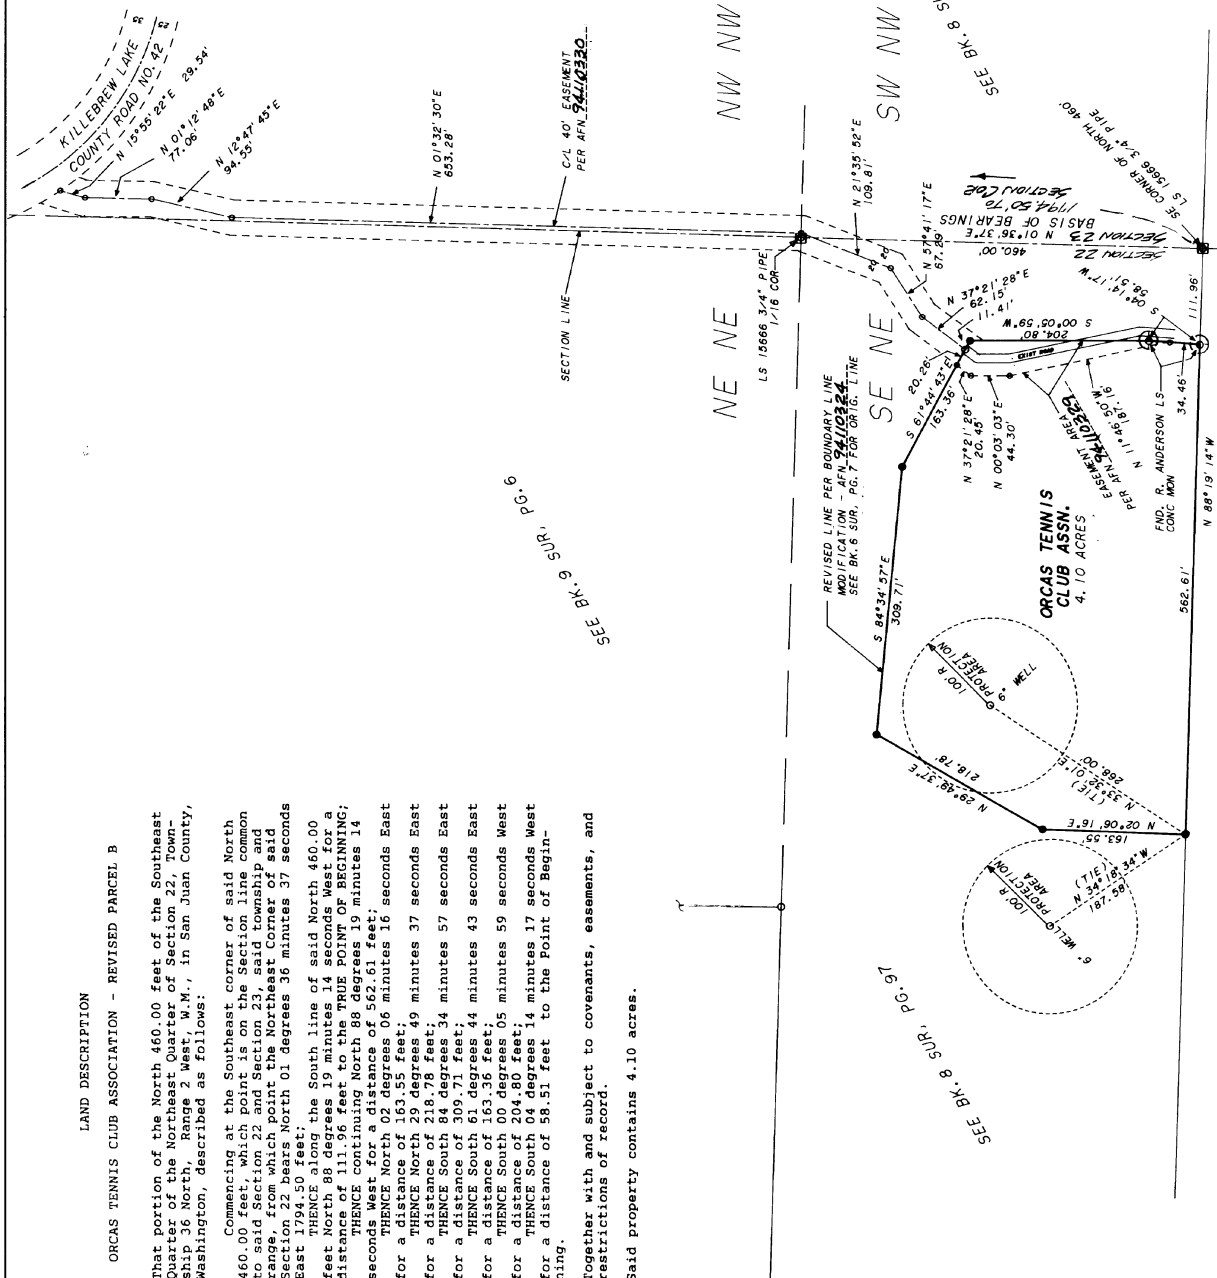 LAND DESCRIPTION
ORCAS TENNIS CLUB ASSOCIATION - REVISED PARCEL B
That portion of the North 460.00 feet of the Southeast
Quarter of the Northeast Quarter of Section 22, Town-
ship 36 North, Range 2 West, W.M., in San Juan County,
Washington, described as follows:
Commencing at the Southeast corner of said North
460.00 feet, which point is on the Section line common
to said Section 22 and Section 23, said township and
range, from which point the Northeast Corner of said
Section 22 bears North 01 degrees 36 minutes 37 seconds
East 1794.50 feet;
THENCE along the South line of said North 460.00
feet North 88 degrees 19 minutes 14 seconds West for a
distance of 111.96 feet to the TRUE POINT OF BEGINNING;
THENCE continuing North 88 degrees 19 minutes 14
seconds West for a distance of 562.61 feet;
THENCE North 02 degrees 06 minutes 16 seconds East
for a distance of 163.55 feet;
THENCE North 29 degrees 49 minutes 37 seconds East
for a distance of 218.78 feet;
THENCE South 84 degrees 34 minutes 57 seconds East
for a distance of 309.71 feet;
THENCE South 61 degrees 44 minutes 43 seconds East
for a distance of 163.36 feet;
THENCE South 00 degrees 05 minutes 59 seconds West
for a distance of 204.80 feet;
THENCE South 04 degrees 14 minutes 17 seconds West
for a distance of 58.51 feet to the Point of Begin-
ning.
Together with and subject to covenants, easements, and
restrictions of record.
Said property contains 4.10 acres.
KILLEBREW LAKE
COUNTY ROAD NO. 42
35
25
N 15°55'22"E 29.54'
N 01°12'48"E
77.06'
N 12°47'45"E
94.55'
N 01°32'30"E
653.28'
C/L 40' EASEMENT
PER AFN 94110330
SECTION LINE
LS 15666 3/4" PIPE
1/16 COR
NE NE
NW NW
SE NE
SW NW
SEE BK.9 SUR, PG.6
SEE BK.8 SU
N 21°35'52"E
109.81'
20
20
N 57°41'17"E
67.29'
N 37°21'28"E
62.15'
11.41'
SECTION 22
SECTION 23
460.00'
N 01°36'37"E
BASIS OF BEARINGS
1794.50 To
SECTION COR
SE CORNER OF NORTH 460'
LS 15666 3/4" PIPE
REVISED LINE PER BOUNDARY LINE
MODIFICATION - AFN 94110324
SEE BK.6 SUR, PG.7 FOR ORIG. LINE
S 84°34'57"E
309.71'
S 61°44'43"E
163.36'
20.26'
S 00°05'59"W
204.80'
S 04°14'17"W
58.51'
111.96'
34.46'
EXIST ROAD
N 37°21'28"E
20.45'
N 00°03'03"E
44.30'
EASEMENT AREA
PER AFN 94110329
N 11°46'50"W
187.16'
FND. R. ANDERSON LS
CONC MON
N 88°19'14"W
562.61'
ORCAS TENNIS
CLUB ASSN.
4.10 ACRES
100' R
PROTECTION
AREA
6" WELL
N 29°49'37"E
218.78'
(TIE)
N 33°32'01"E
268.00'
N 02°06'16"E
163.55'
(TIE)
N 34°18'34"W
187.58'
100' R
PROTECTION
AREA
6" WELL
SEE BK.8 SUR, PG.97